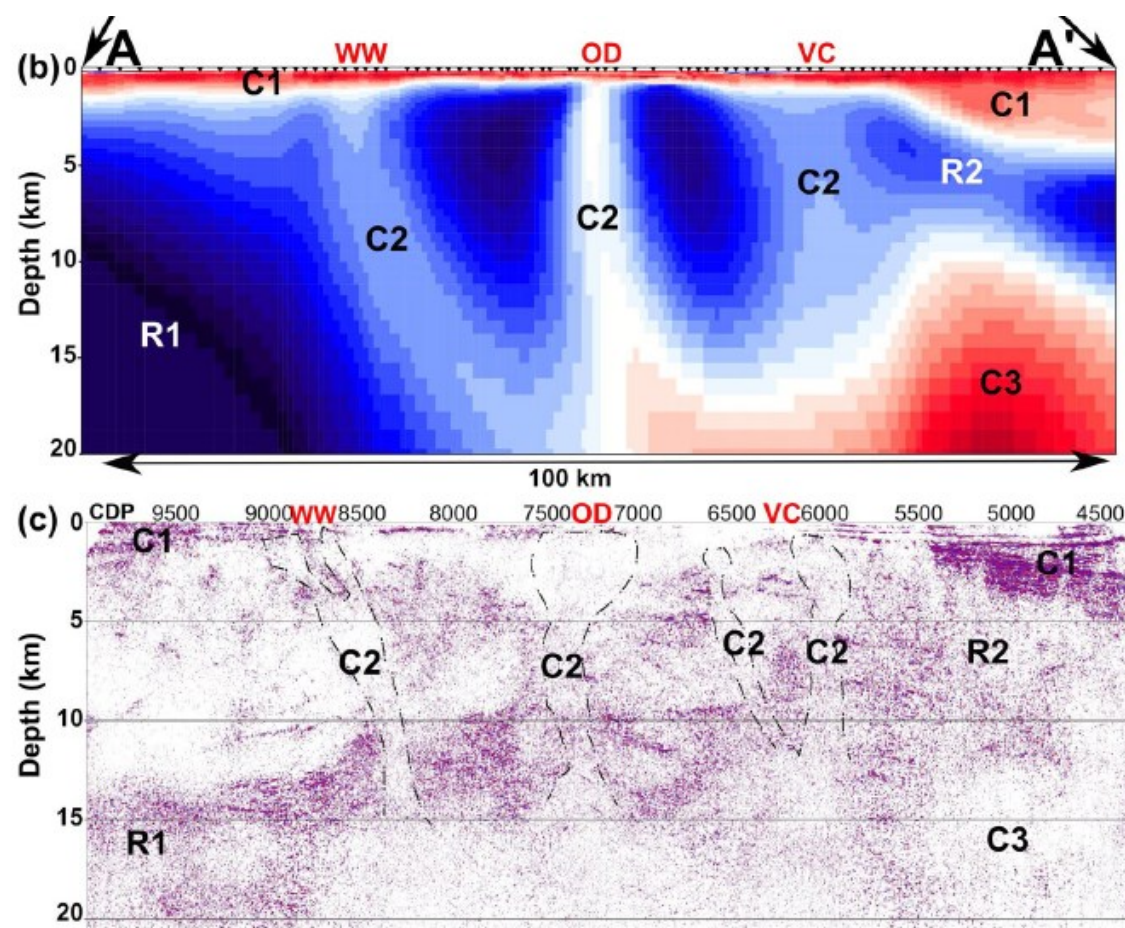 A WW OD VC A'
(b) 0
C1 C1
5
R2
C2 C2 C2
Depth (km)
10
R1
15
C3
20
100 km
(c) 0 CDP 9500 9000 WW 8500 8000 7500 OD 7000 6500 VC 6000 5500 5000 4500
C1 C1
5
C2 C2 C2 C2 R2
Depth (km)
10
15
R1 C3
20